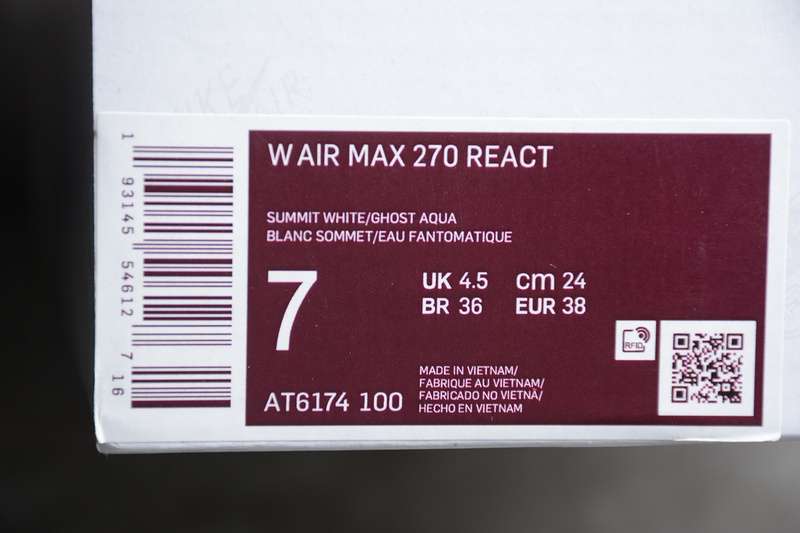 W AIR MAX 270 REACT
SUMMIT WHITE/GHOST AQUA
BLANC SOMMET/EAU FANTOMATIQUE
7
UK 4.5 cm 24
BR 36 EUR 38
RFID
AT6174 100
MADE IN VIETNAM/
FABRIQUE AU VIETNAM/
FABRICADO NO VIETNÃ/
HECHO EN VIETNAM
1 93145 54612 7
16